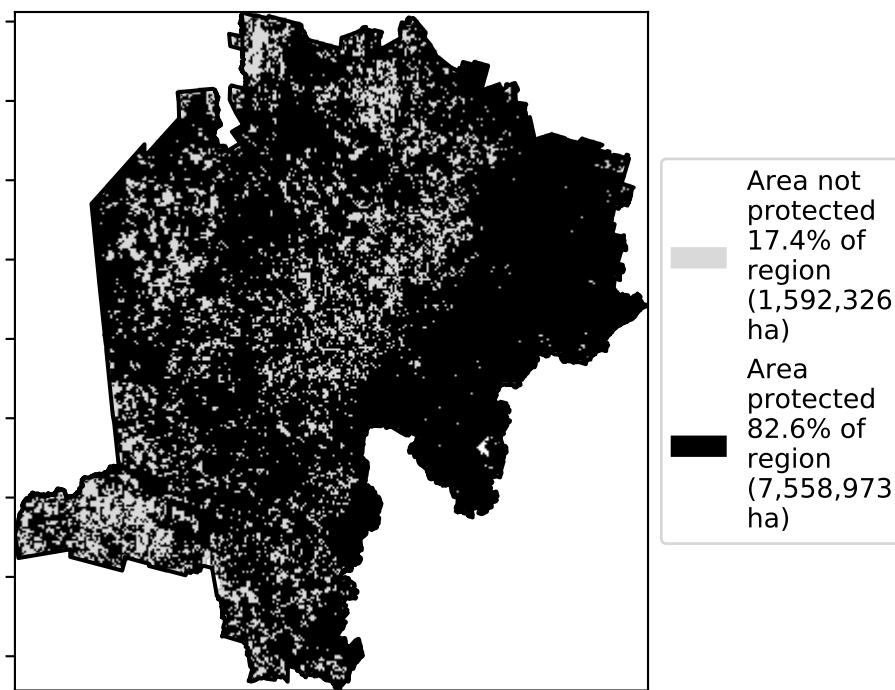 Area not
protected
17.4% of
region
(1,592,326
ha)
Area
protected
82.6% of
region
(7,558,973
ha)